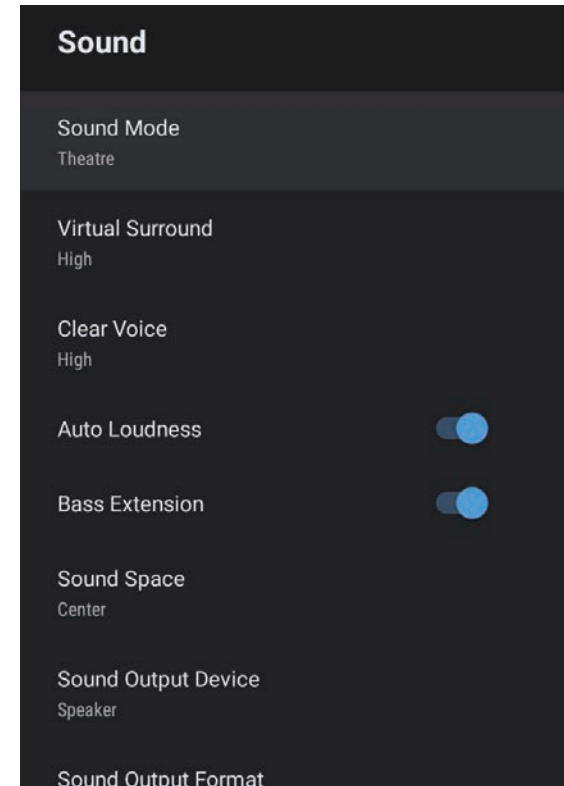 Sound
Sound Mode
Theatre
Virtual Surround
High
Clear Voice
High
Auto Loudness
Bass Extension
Sound Space
Center
Sound Output Device
Speaker
Sound Output Format